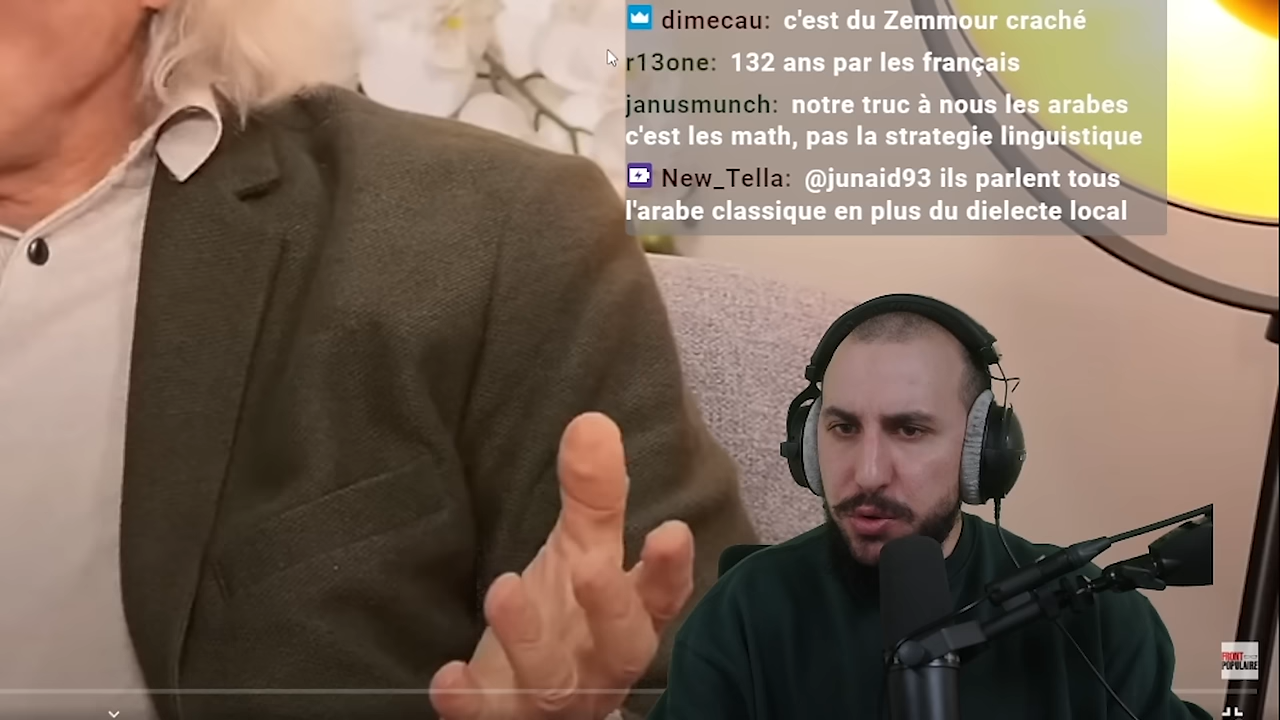 dimecau: c'est du Zemmour craché
r13one: 132 ans par les français
janusmunch: notre truc à nous les arabes
c'est les math, pas la strategie linguistique
New_Tella: @junaid93 ils parlent tous
l'arabe classique en plus du dielecte local
FRONT
POPULAIRE